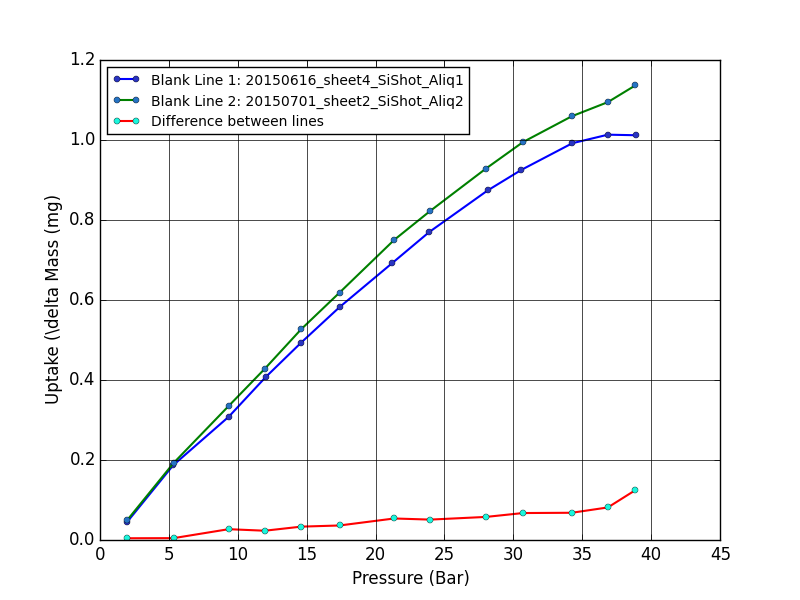 1.2
1.0
0.8
0.6
0.4
0.2
0.0
Uptake (\delta Mass (mg)
Blank Line 1: 20150616_sheet4_SiShot_Aliq1
Blank Line 2: 20150701_sheet2_SiShot_Aliq2
Difference between lines
0 5 10 15 20 25 30 35 40 45
Pressure (Bar)